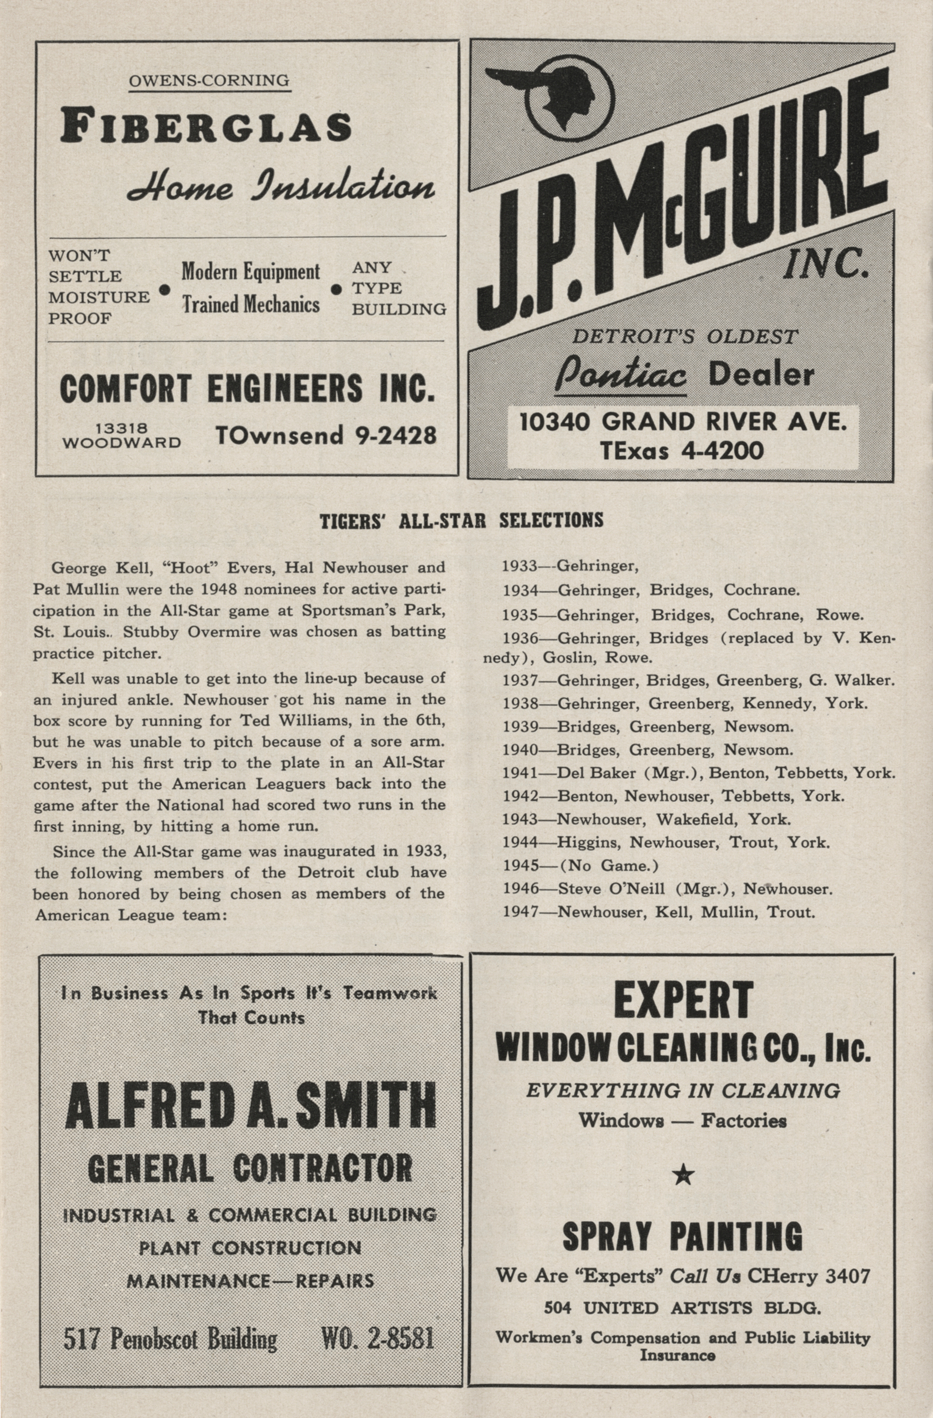 OWENS-CORNING
FIBERGLAS
Home Insulation
WON'T
SETTLE
MOISTURE
PROOF
• Modern Equipment
Trained Mechanics •
ANY
TYPE
BUILDING
COMFORT ENGINEERS INC.
13318
WOODWARD
TOwnsend 9-2428
J.P. McGUIRE
INC.
DETROIT'S OLDEST
Pontiac Dealer
10340 GRAND RIVER AVE.
TExas 4-4200
TIGERS' ALL-STAR SELECTIONS
George Kell, “Hoot” Evers, Hal Newhouser and
Pat Mullin were the 1948 nominees for active parti-
cipation in the All-Star game at Sportsman's Park,
St. Louis.. Stubby Overmire was chosen as batting
practice pitcher.
Kell was unable to get into the line-up because of
an injured ankle. Newhouser got his name in the
box score by running for Ted Williams, in the 6th,
but he was unable to pitch because of a sore arm.
Evers in his first trip to the plate in an All-Star
contest, put the American Leaguers back into the
game after the National had scored two runs in the
first inning, by hitting a home run.
Since the All-Star game was inaugurated in 1933,
the following members of the Detroit club have
been honored by being chosen as members of the
American League team:
1933—-Gehringer,
1934—Gehringer, Bridges, Cochrane.
1935—Gehringer, Bridges, Cochrane, Rowe.
1936—Gehringer, Bridges (replaced by V. Ken-
nedy), Goslin, Rowe.
1937—Gehringer, Bridges, Greenberg, G. Walker.
1938—Gehringer, Greenberg, Kennedy, York.
1939—Bridges, Greenberg, Newsom.
1940—Bridges, Greenberg, Newsom.
1941—Del Baker (Mgr.), Benton, Tebbetts, York.
1942—Benton, Newhouser, Tebbetts, York.
1943—Newhouser, Wakefield, York.
1944—Higgins, Newhouser, Trout, York.
1945—(No Game.)
1946—Steve O'Neill (Mgr.), Newhouser.
1947—Newhouser, Kell, Mullin, Trout.
In Business As In Sports It's Teamwork
That Counts
ALFRED A. SMITH
GENERAL CONTRACTOR
INDUSTRIAL & COMMERCIAL BUILDING
PLANT CONSTRUCTION
MAINTENANCE—REPAIRS
517 Penobscot Building WO. 2-8581
EXPERT
WINDOW CLEANING CO., INC.
EVERYTHING IN CLEANING
Windows — Factories
★
SPRAY PAINTING
We Are “Experts” Call Us CHerry 3407
504 UNITED ARTISTS BLDG.
Workmen's Compensation and Public Liability
Insurance